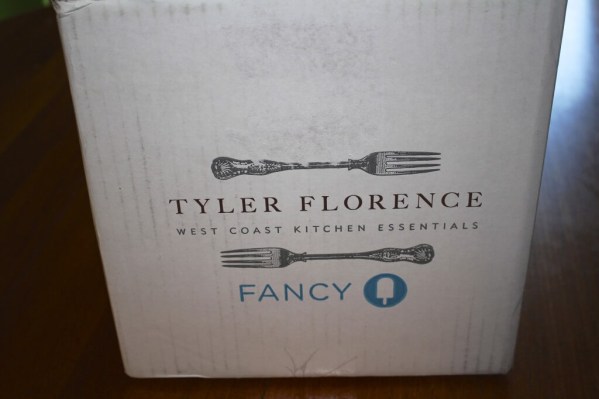 TYLER FLORENCE
WEST COAST KITCHEN ESSENTIALS
FANCY